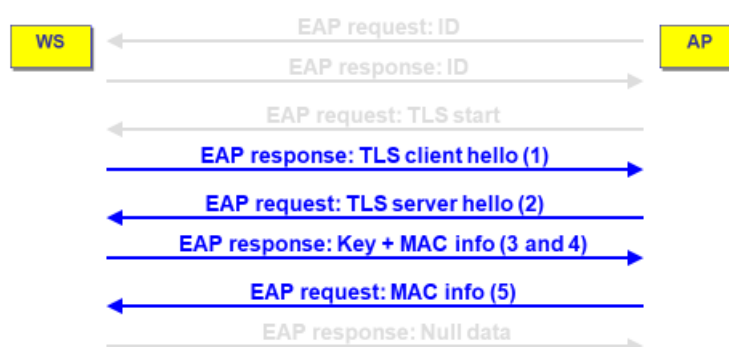 EAP request: ID
WS
AP
EAP response: ID
EAP request: TLS start
EAP response: TLS client hello (1)
EAP request: TLS server hello (2)
EAP response: Key + MAC info (3 and 4)
EAP request: MAC info (5)
EAP response: Null data